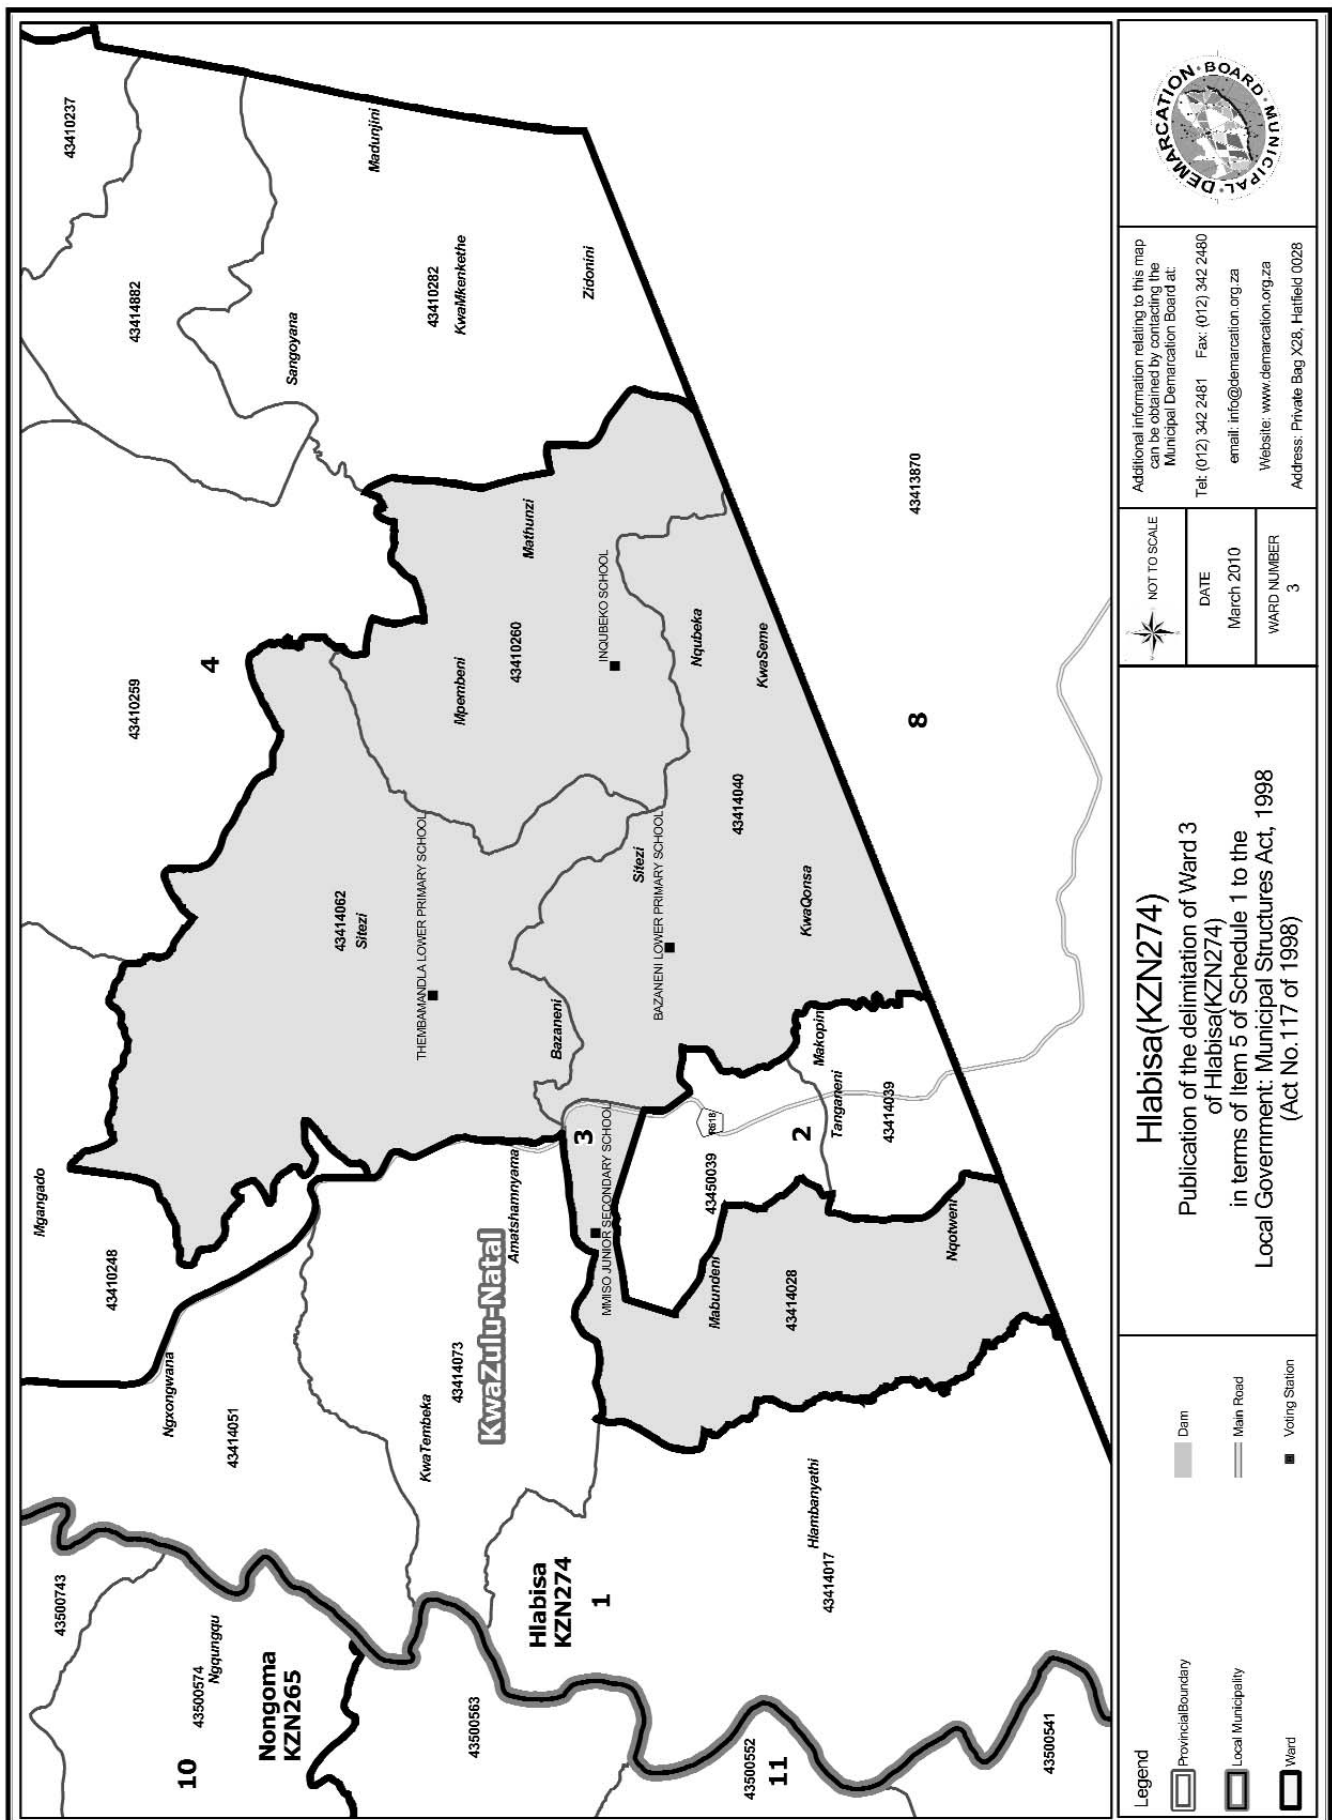 43500743
43500574
Ngqungqu
10
Nongoma
KZN265
43500563
43500552
11
43500541
Ngxongwana
43414051
KwaTembeka
43414073
KwaZulu-Natal
Hlabisa
KZN274
1
Hlambanyathi
43414017
Mgangado
43410248
Amatshamnyama
3
MMISO JUNIOR SECONDARY SCHOOL
43450039
R618
2
Mabundeni
43414028
Nqotweni
Tanganeni
43414039
Makopin
43414062
Sitezi
THEMBAMANDLA LOWER PRIMARY SCHOOL
Bazaneni
Sitezi
BAZANENI LOWER PRIMARY SCHOOL
43414040
KwaQonsa
43410259
4
Mpembeni
43410260
Mathunzi
INQUBEKO SCHOOL
Nqubeka
KwaSeme
8
43413870
43410237
43414882
Sangoyana
Madunjini
43410282
KwaMkenkethe
Zidonini
Legend
ProvincialBoundary
Local Municipality
Ward
Dam
Main Road
Voting Station
Hlabisa(KZN274)
Publication of the delimitation of Ward 3
of Hlabisa(KZN274)
in terms of Item 5 of Schedule 1 to the
Local Government: Municipal Structures Act, 1998
(Act No.117 of 1998)
NOT TO SCALE
DATE
March 2010
WARD NUMBER
3
Additional information relating to this map
can be obtained by contacting the
Municipal Demarcation Board at:
Tel: (012) 342 2481 Fax: (012) 342 2480
email: info@demarcation.org.za
Website: www.demarcation.org.za
Address: Private Bag X28, Hatfield 0028
MUNICIPAL DEMARCATION BOARD